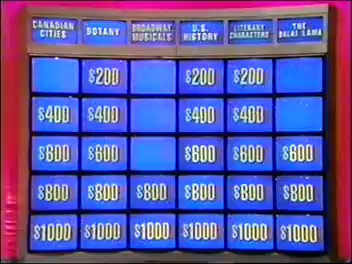 CANADIAN CITIES
BOTANY
BROADWAY MUSICALS
U.S. HISTORY
LITERARY CHARACTERS
THE DALAI LAMA
$200 $200 $200
$400 $400 $400 $400
$600 $600 $600 $600 $600
$800 $800 $800 $800 $800 $800
$1000 $1000 $1000 $1000 $1000 $1000